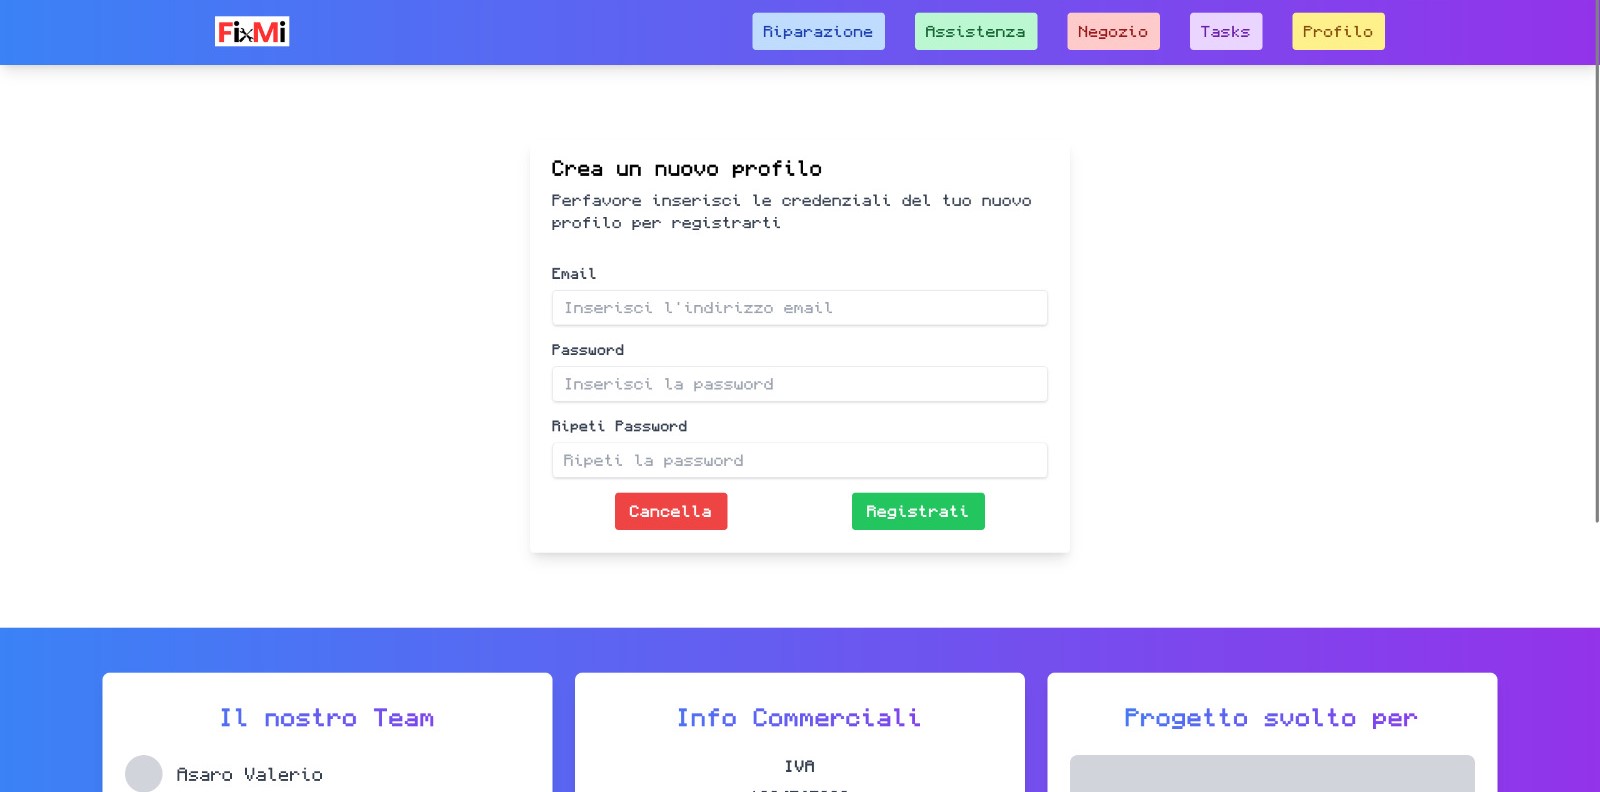 FixMi
Riparazione
Assistenza
Negozio
Tasks
Profilo
Crea un nuovo profilo
Perfavore inserisci le credenziali del tuo nuovo
profilo per registrarti
Email
Inserisci l'indirizzo email
Password
Inserisci la password
Ripeti Password
Ripeti la password
Cancella
Registrati
Il nostro Team
Asaro Valerio
Info Commerciali
IVA
Progetto svolto per